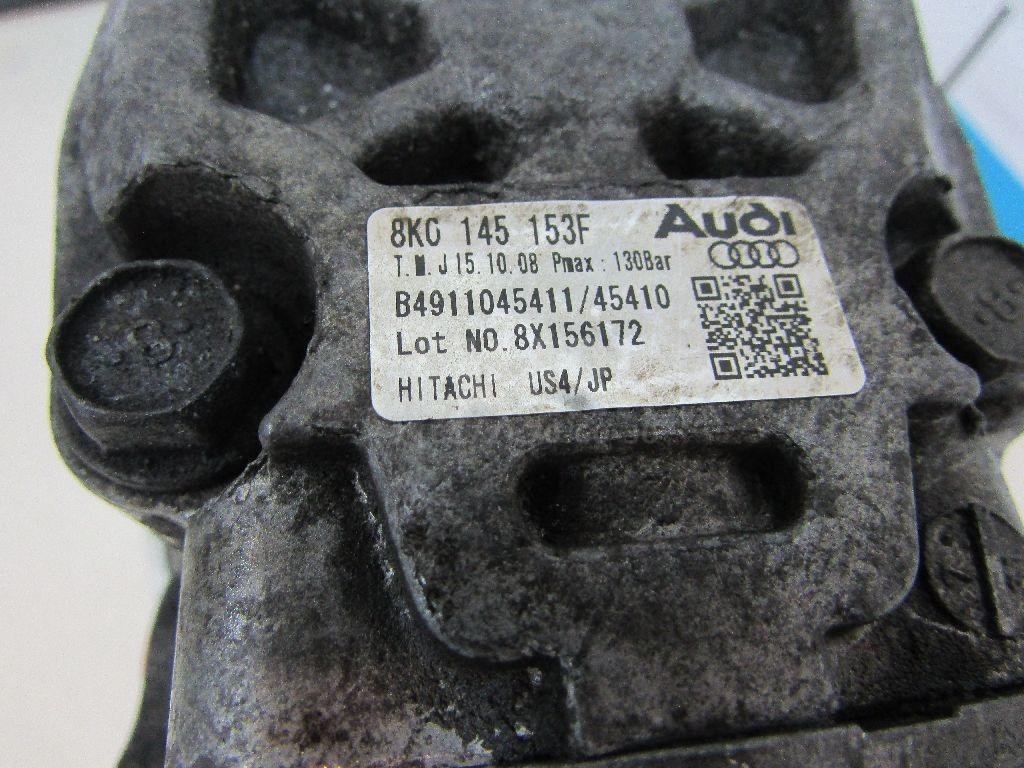 8K0 145 153F AUDI
T.M.J 15.10.08 Pmax : 130Bar
B4911045411/45410
Lot NO.8X156172
HITACHI US4/JP